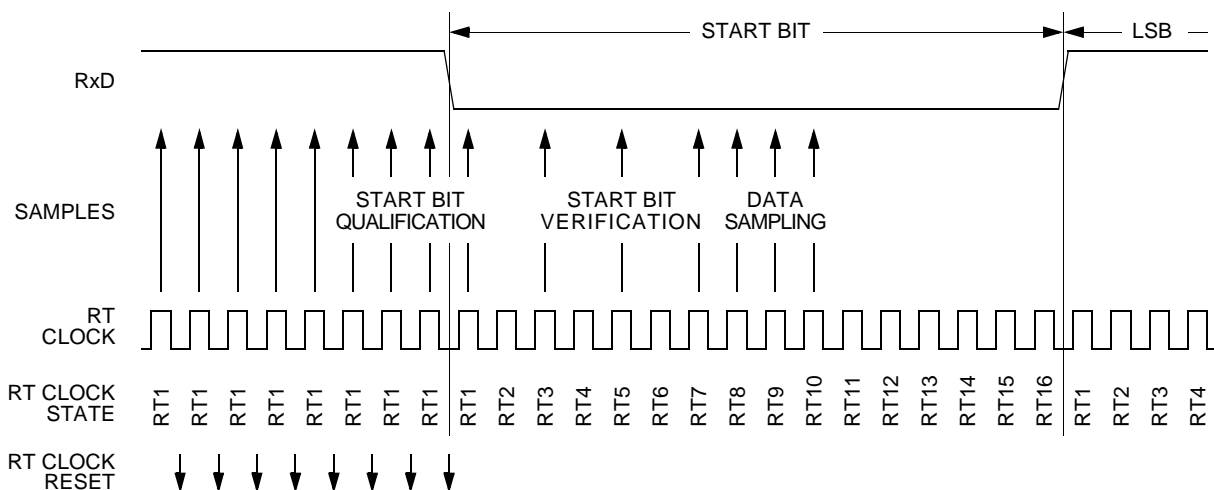 START BIT
LSB
RxD
SAMPLES
START BIT
QUALIFICATION
START BIT
VERIFICATION
DATA
SAMPLING
RT
CLOCK
RT CLOCK
STATE
RT1 RT1 RT1 RT1 RT1 RT1 RT1 RT1 RT1 RT2 RT3 RT4 RT5 RT6 RT7 RT8 RT9 RT10 RT11 RT12 RT13 RT14 RT15 RT16 RT1 RT2 RT3 RT4
RT CLOCK
RESET